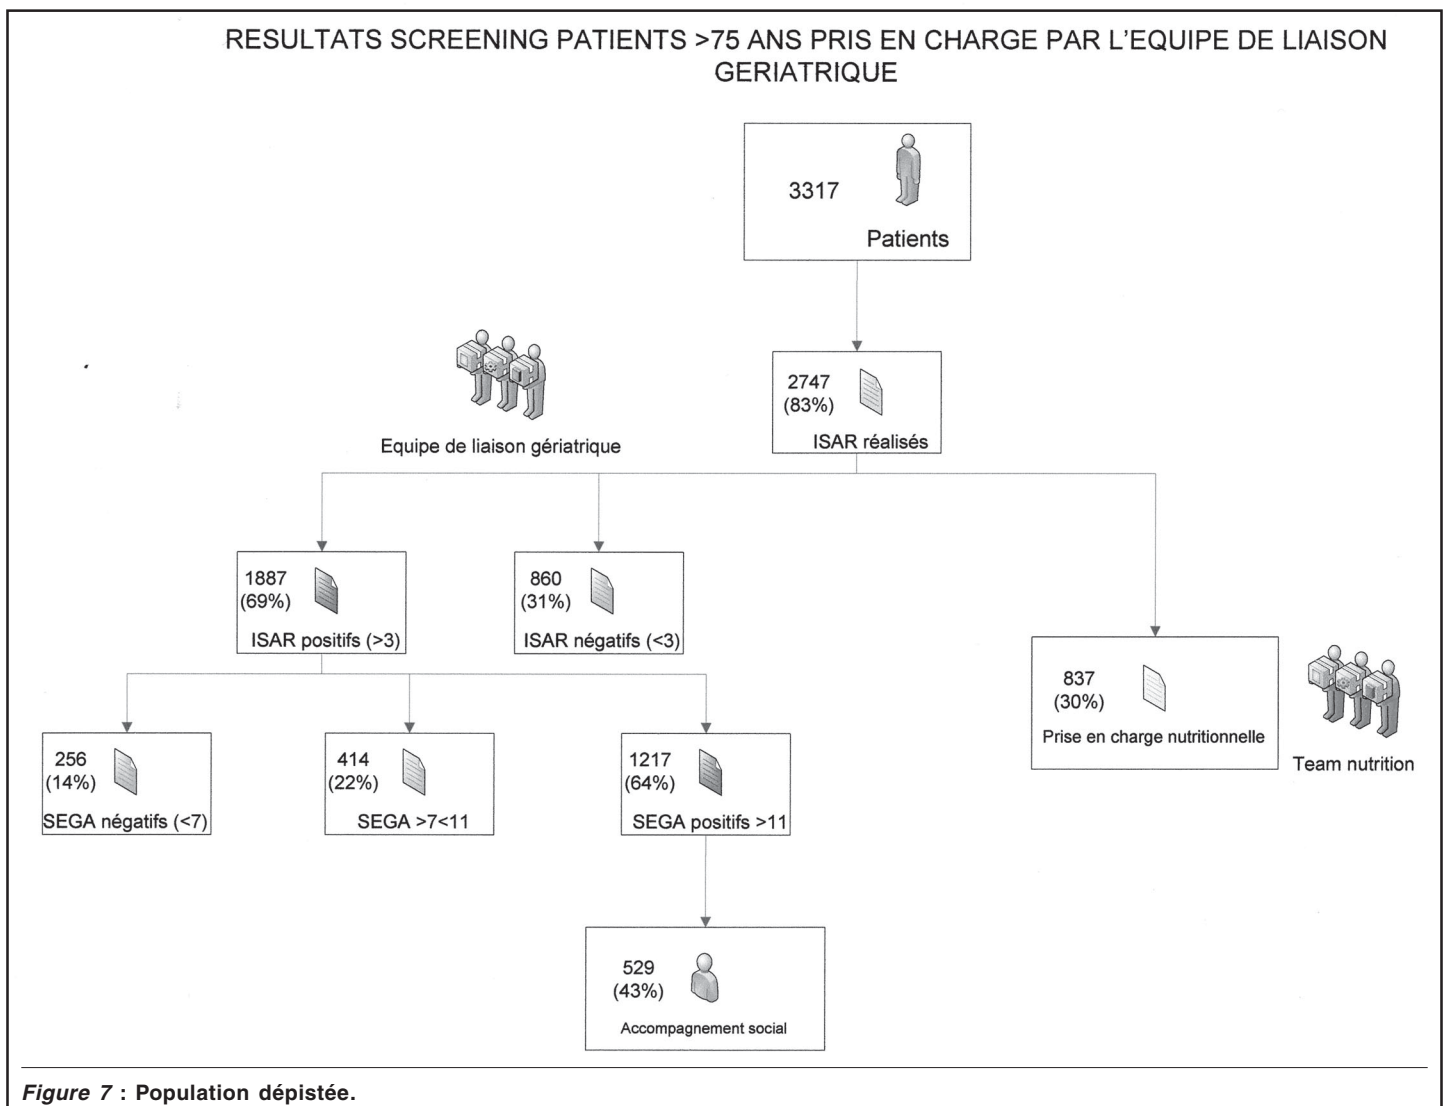 RESULTATS SCREENING PATIENTS >75 ANS PRIS EN CHARGE PAR L'EQUIPE DE LIAISON
GERIATRIQUE
3317
Patients
2747
(83%)
ISAR réalisés
Equipe de liaison gériatrique
1887
(69%)
ISAR positifs (>3)
860
(31%)
ISAR négatifs (<3)
837
(30%)
Prise en charge nutritionnelle
Team nutrition
256
(14%)
SEGA négatifs (<7)
414
(22%)
SEGA >7<11
1217
(64%)
SEGA positifs >11
529
(43%)
Accompagnement social
Figure 7 : Population dépistée.